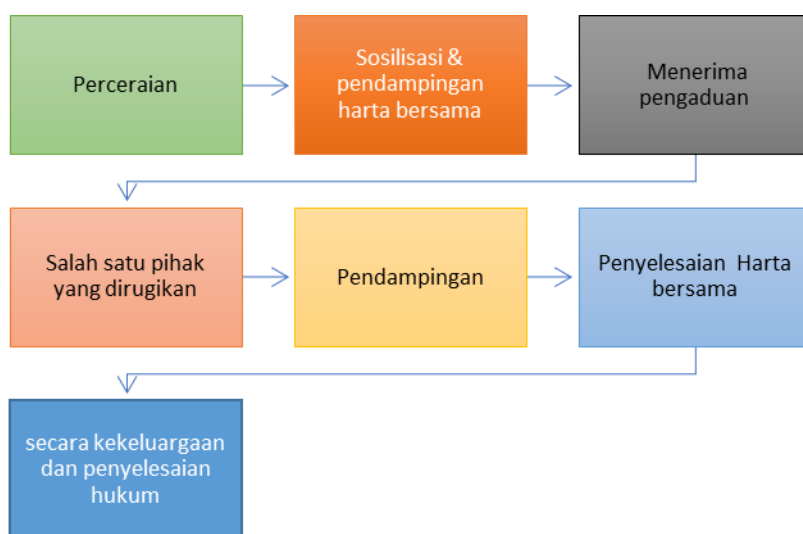 Perceraian
Sosilisasi &
pendampingan
harta bersama
Menerima
pengaduan
Salah satu pihak
yang dirugikan
Pendampingan
Penyelesaian Harta
bersama
secara kekeluargaan
dan penyelesaian
hukum